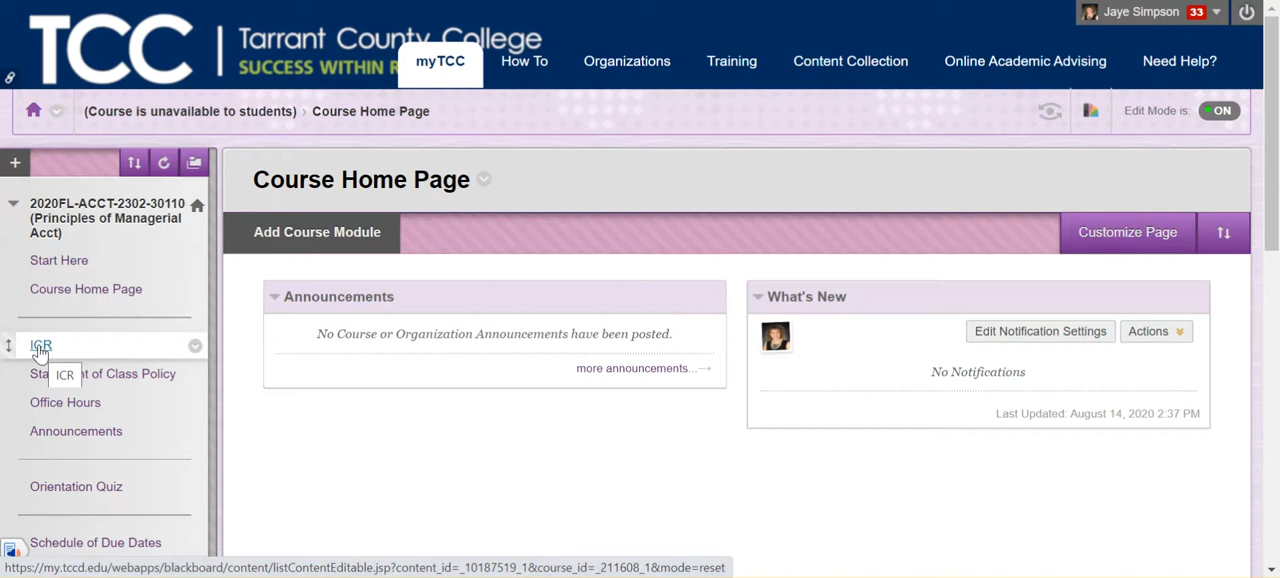 Jaye Simpson 33
TCC
Tarrant County College
SUCCESS WITHIN R
myTCC
How To
Organizations
Training
Content Collection
Online Academic Advising
Need Help?
(Course is unavailable to students) › Course Home Page
Edit Mode is: ON
2020FL-ACCT-2302-30110
(Principles of Managerial
Acct)
Start Here
Course Home Page
ICR
ICR
Sta
t of Class Policy
Office Hours
Announcements
Orientation Quiz
Schedule of Due Dates
Course Home Page
Add Course Module
Customize Page
Announcements
No Course or Organization Announcements have been posted.
more announcements...→
What's New
Edit Notification Settings
Actions
No Notifications
Last Updated: August 14, 2020 2:37 PM
https://my.tccd.edu/webapps/blackboard/content/listContentEditable.jsp?content_id=_10187519_1&course_id=_211608_1&mode=reset